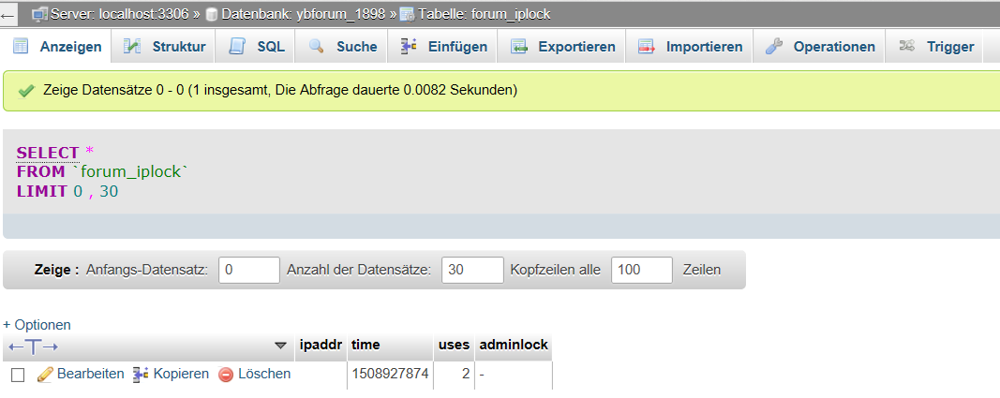 Server: localhost:3306 » Datenbank: ybforum_1898 » Tabelle: forum_iplock
Anzeigen Struktur SQL Suche Einfügen Exportieren Importieren Operationen Trigger
Zeige Datensätze 0 - 0 (1 insgesamt, Die Abfrage dauerte 0.0082 Sekunden)
SELECT *
FROM `forum_iplock`
LIMIT 0 , 30
Zeige : Anfangs-Datensatz: 0 Anzahl der Datensätze: 30 Kopfzeilen alle 100 Zeilen
+ Optionen
←T→ ipaddr time uses adminlock
Bearbeiten Kopieren Löschen 1508927874 2 -